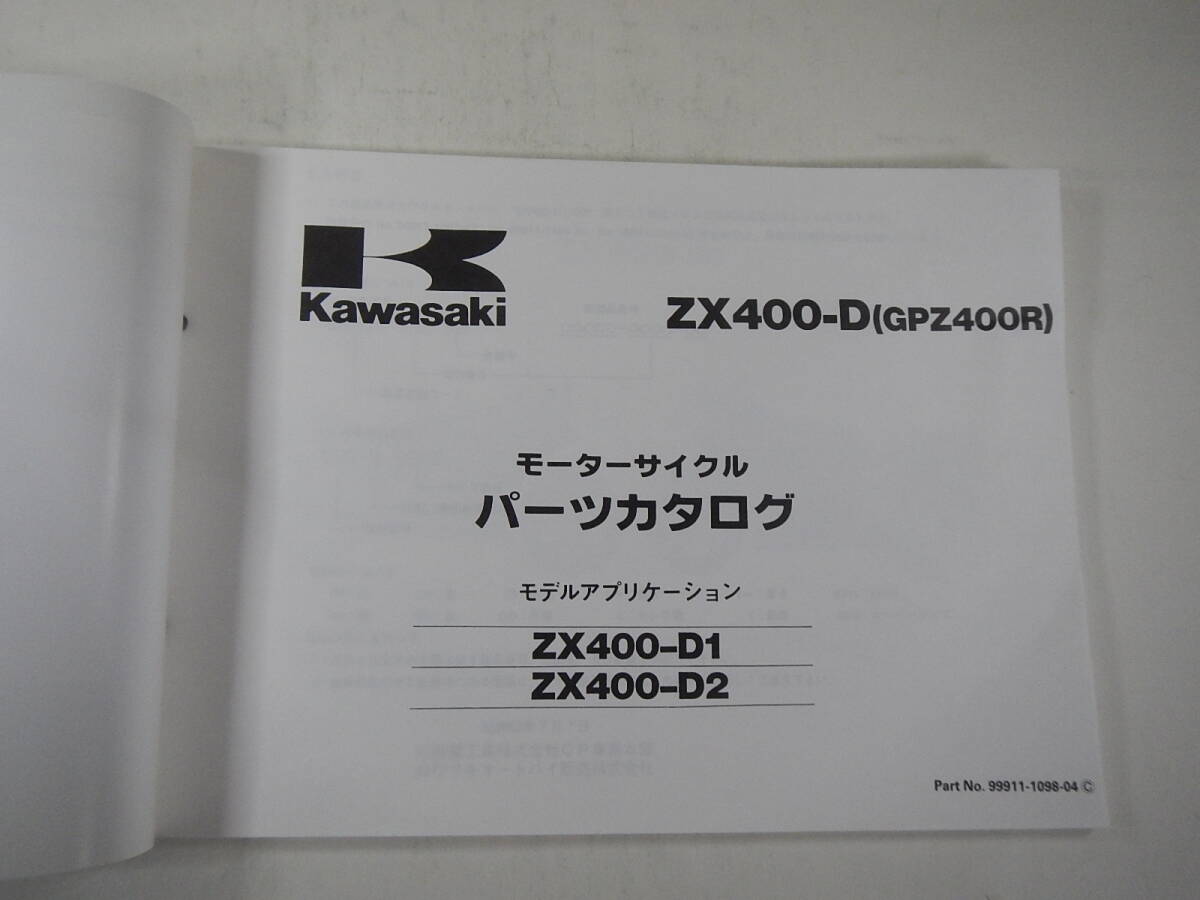 Kawasaki
ZX400-D(GPZ400R)
モーターサイクル
パーツカタログ
モデルアプリケーション
ZX400-D1
ZX400-D2
Part No. 99911-1098-04 Ⓒ